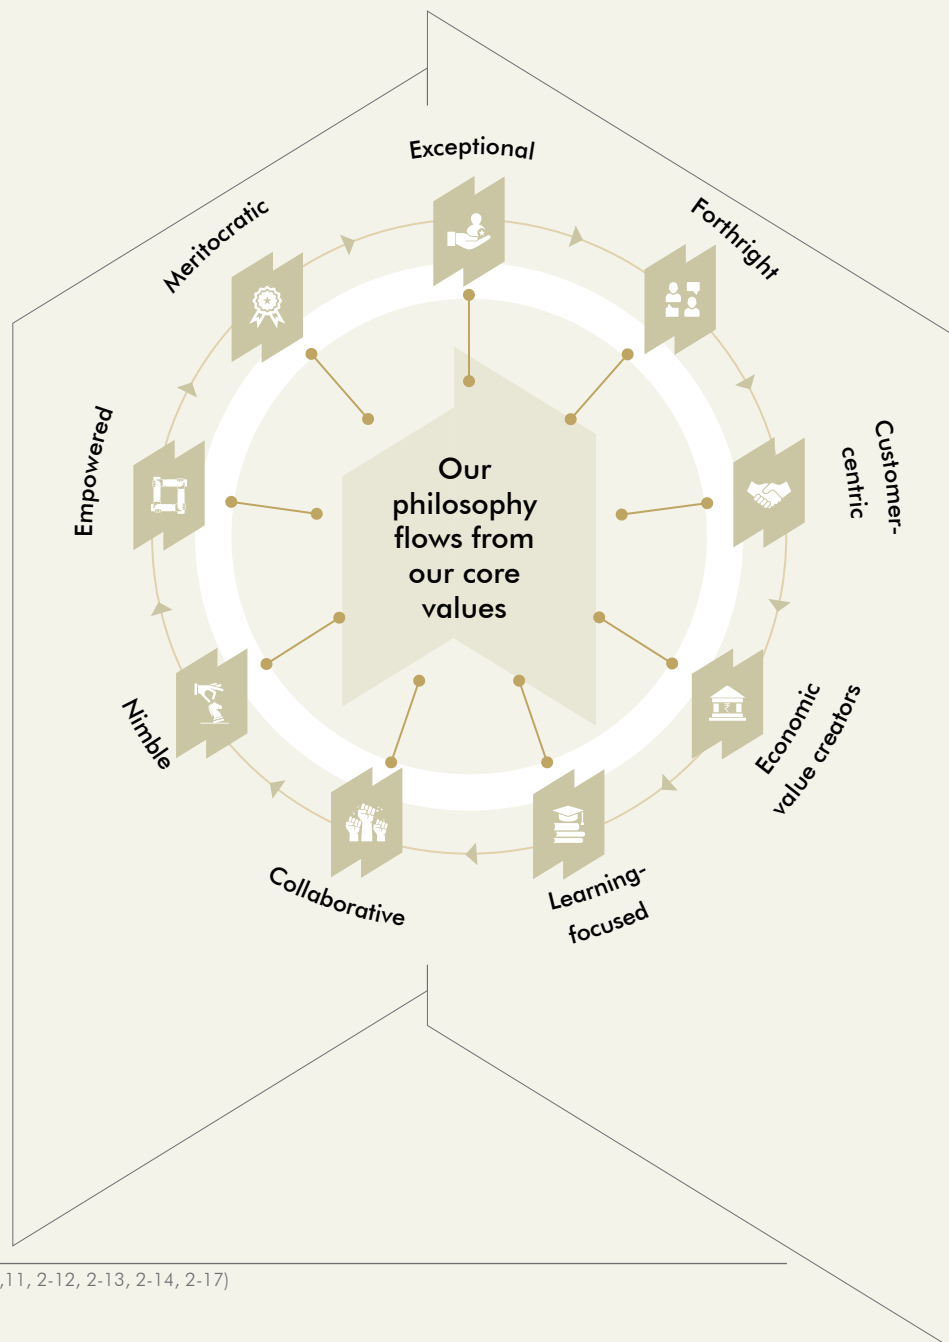 Exceptional
Forthright
Customer-
centric
Economic
value creators
Learning-
focused
Collaborative
Nimble
Empowered
Meritocratic
Our
philosophy
flows from
our core
values
₹
,11, 2-12, 2-13, 2-14, 2-17)